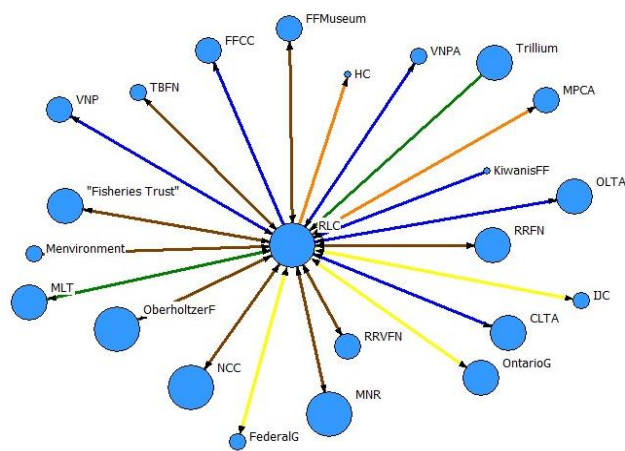 FFMuseum
FFCC
VNPA
Trillium
HC
TBFN
MPCA
VNP
KiwanisFF
"Fisheries Trust"
OLTA
RLC
RRFN
Menvironment
MLT
IJC
OberholtzerF
CLTA
RRVFN
OntarioG
NCC
MNR
FederalG